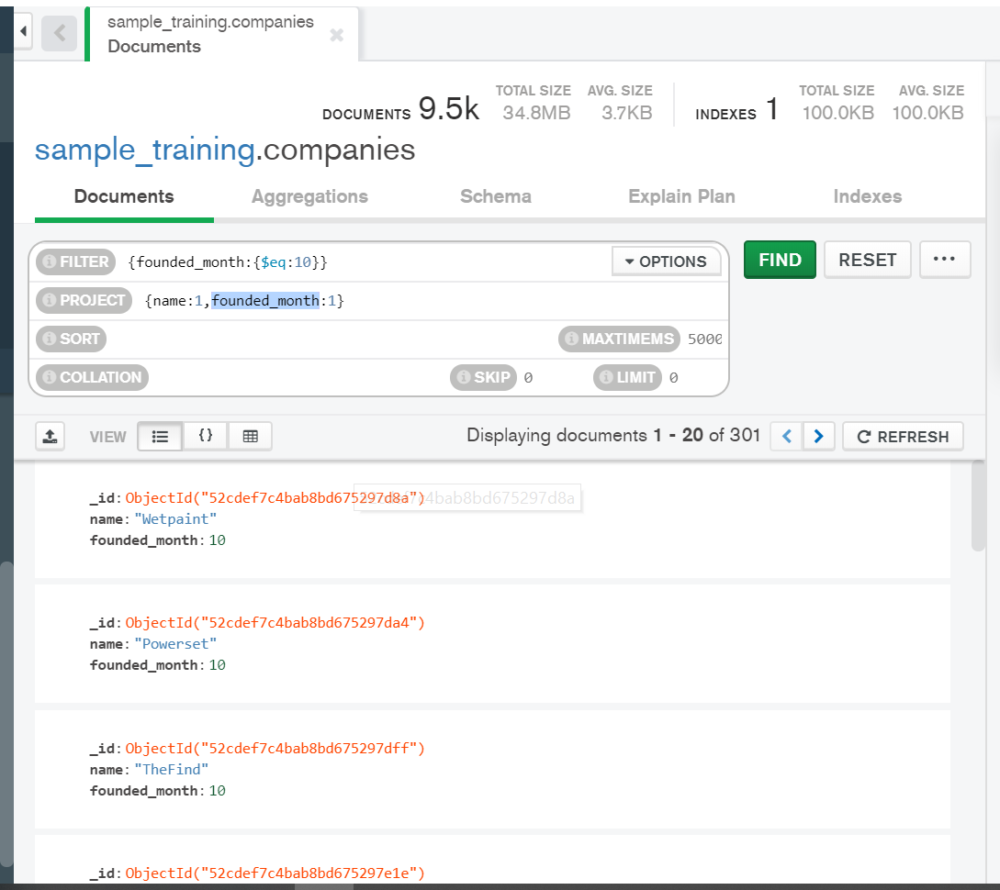 sample_training.companies
Documents
DOCUMENTS 9.5k
TOTAL SIZE AVG. SIZE
34.8MB 3.7KB
INDEXES 1
TOTAL SIZE AVG. SIZE
100.0KB 100.0KB
sample_training.companies
Documents Aggregations Schema Explain Plan Indexes
FILTER {founded_month:{$eq:10}} OPTIONS FIND RESET ...
PROJECT {name:1,founded_month:1}
SORT MAXTIMEMS 5000
COLLATION SKIP 0 LIMIT 0
VIEW {} Displaying documents 1 - 20 of 301 < > REFRESH
_id:ObjectId("52cdef7c4bab8bd675297d8a")
name:"Wetpaint"
founded_month:10
_id:ObjectId("52cdef7c4bab8bd675297da4")
name:"Powerset"
founded_month:10
_id:ObjectId("52cdef7c4bab8bd675297dff")
name:"TheFind"
founded_month:10
_id:ObjectId("52cdef7c4bab8bd675297e1e")